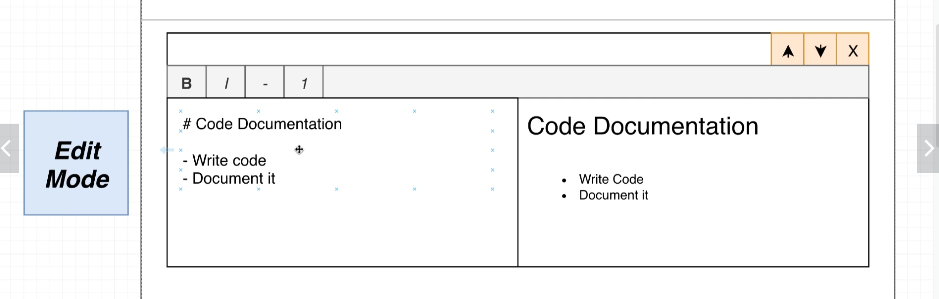 X
B I - 1
Edit
Mode
# Code Documentation
- Write code
- Document it
Code Documentation
• Write Code
• Document it